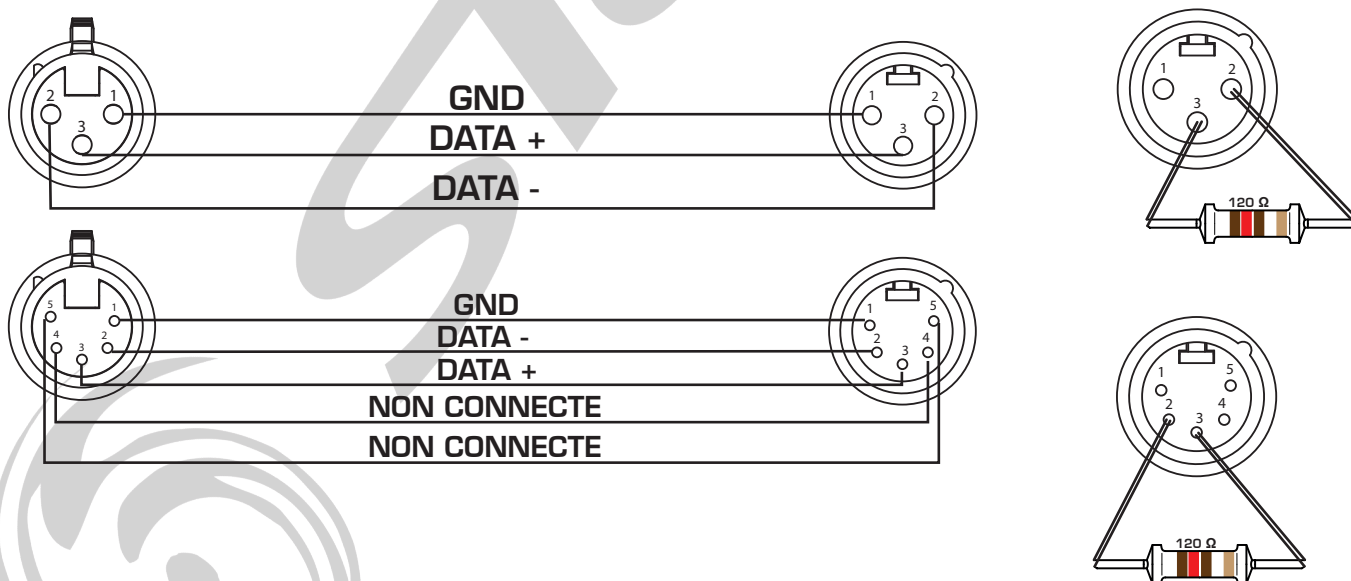 2 1
3
GND
DATA +
DATA -
1 2
3
1 2
3
120 Ω
5 1
4 2
3
GND
DATA -
DATA +
NON CONNECTE
NON CONNECTE
1 5
2 4
3
1 5
2 4
3
120 Ω